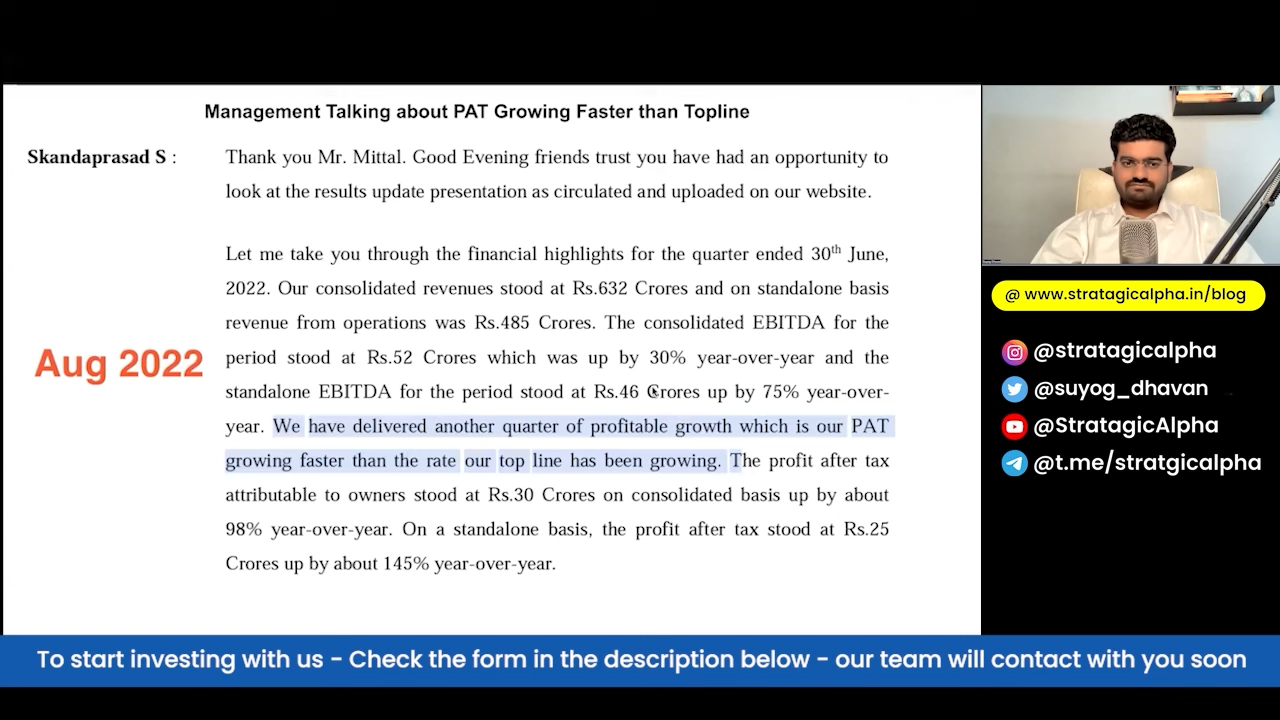 Management Talking about PAT Growing Faster than Topline
Skandaprasad S :
Thank you Mr. Mittal. Good Evening friends trust you have had an opportunity to
look at the results update presentation as circulated and uploaded on our website.
Let me take you through the financial highlights for the quarter ended 30th June,
2022. Our consolidated revenues stood at Rs.632 Crores and on standalone basis
revenue from operations was Rs.485 Crores. The consolidated EBITDA for the
period stood at Rs.52 Crores which was up by 30% year-over-year and the
standalone EBITDA for the period stood at Rs.46 Crores up by 75% year-over-
year. We have delivered another quarter of profitable growth which is our PAT
growing faster than the rate our top line has been growing. The profit after tax
attributable to owners stood at Rs.30 Crores on consolidated basis up by about
98% year-over-year. On a standalone basis, the profit after tax stood at Rs.25
Crores up by about 145% year-over-year.
Aug 2022
@ www.stratagicalpha.in/blog
@stratagicalpha
@suyog_dhavan
@StratagicAlpha
@t.me/stratgicalpha
To start investing with us - Check the form in the description below - our team will contact with you soon